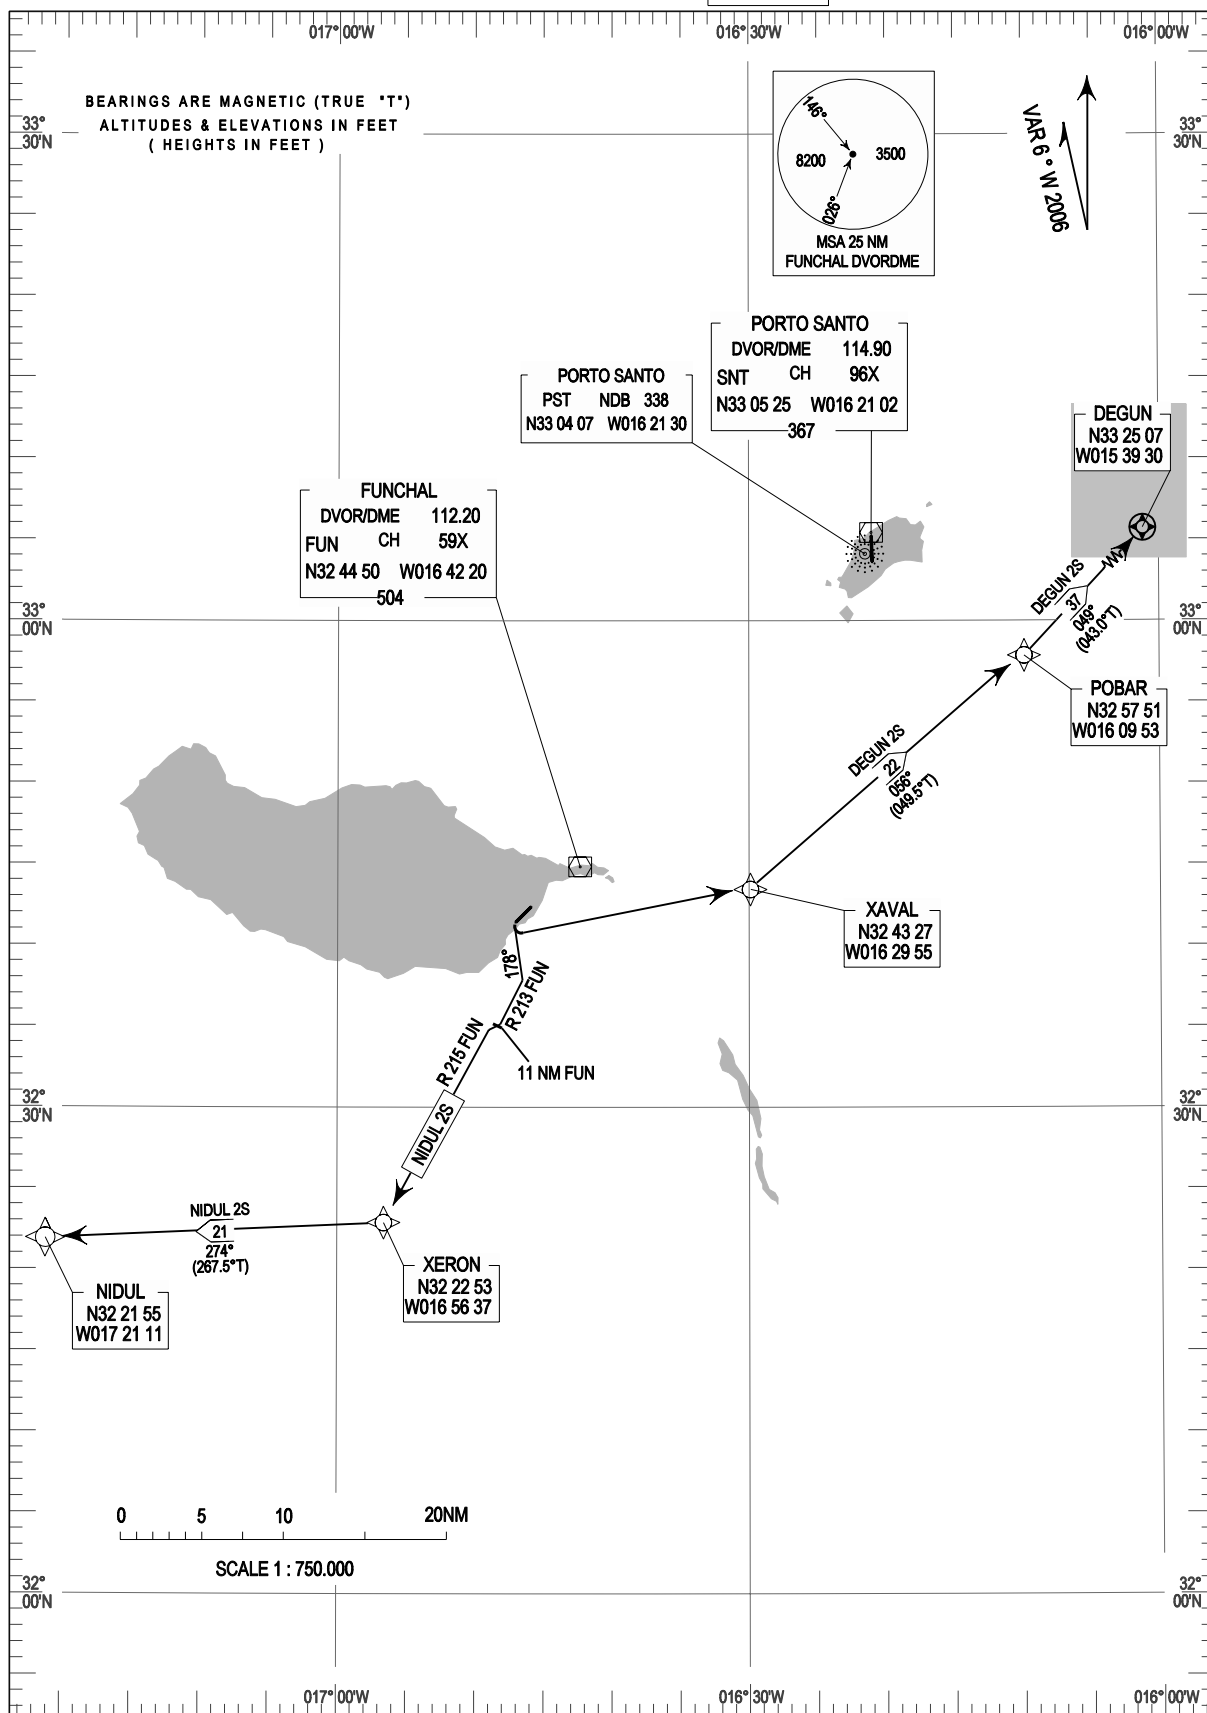 017° 00'W
016° 30'W
016° 00'W
BEARINGS ARE MAGNETIC (TRUE "T")
ALTITUDES & ELEVATIONS IN FEET
( HEIGHTS IN FEET )
33°
30'N
33°
30'N
146°
8200
3500
026°
MSA 25 NM
FUNCHAL DVORDME
VAR 6° W 2006
PORTO SANTO
DVOR/DME 114.90
SNT CH 96X
N33 05 25 W016 21 02
367
PORTO SANTO
PST NDB 338
N33 04 07 W016 21 30
DEGUN
N33 25 07
W015 39 30
FUNCHAL
DVOR/DME 112.20
FUN CH 59X
N32 44 50 W016 42 20
504
DEGUN 2S
37
049°
(043.0°T)
33°
00'N
33°
00'N
POBAR
N32 57 51
W016 09 53
DEGUN 2S
22
056°
(049.5°T)
XAVAL
N32 43 27
W016 29 55
178°
R 213 FUN
R 215 FUN
11 NM FUN
NIDUL 2S
32°
30'N
32°
30'N
NIDUL 2S
21
274°
(267.5°T)
XERON
N32 22 53
W016 56 37
NIDUL
N32 21 55
W017 21 11
0 5 10 20NM
SCALE 1 : 750.000
32°
00'N
32°
00'N
017° 00'W
016° 30'W
016° 00'W